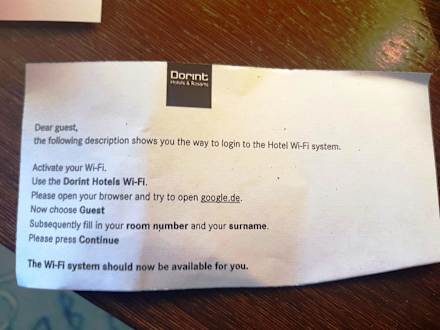 Dorint
Hotels & Resorts
Dear guest,
the following description shows you the way to login to the Hotel Wi-Fi system.
Activate your Wi-Fi.
Use the Dorint Hotels Wi-Fi.
Please open your browser and try to open google.de.
Now choose Guest
Subsequently fill in your room number and your surname.
Please press Continue
The Wi-Fi system should now be available for you.